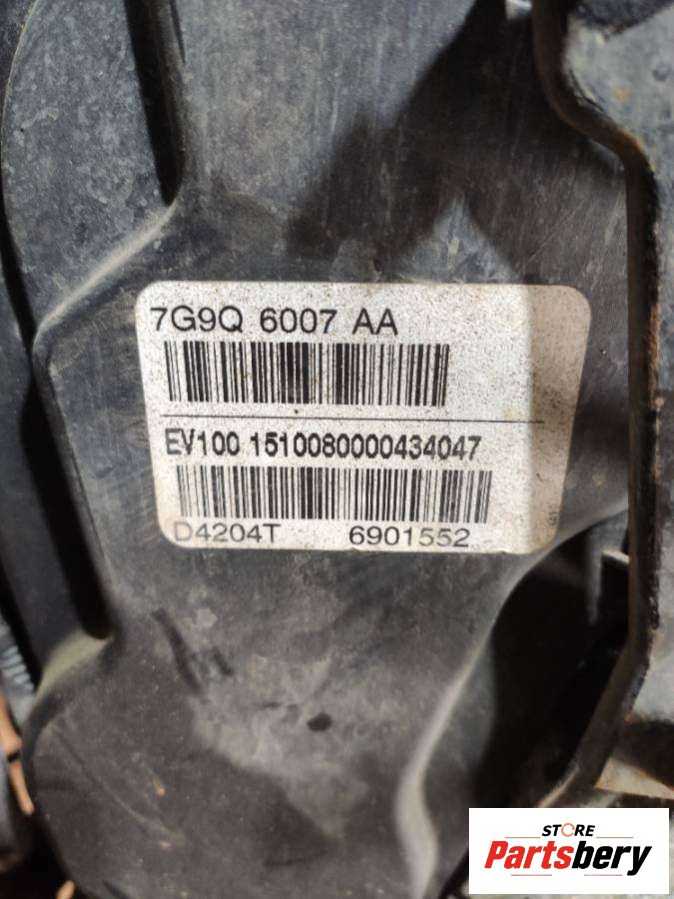 7G9Q 6007 AA
EV100 1510080000434047
D4204T 6901552
STORE
Partsbery